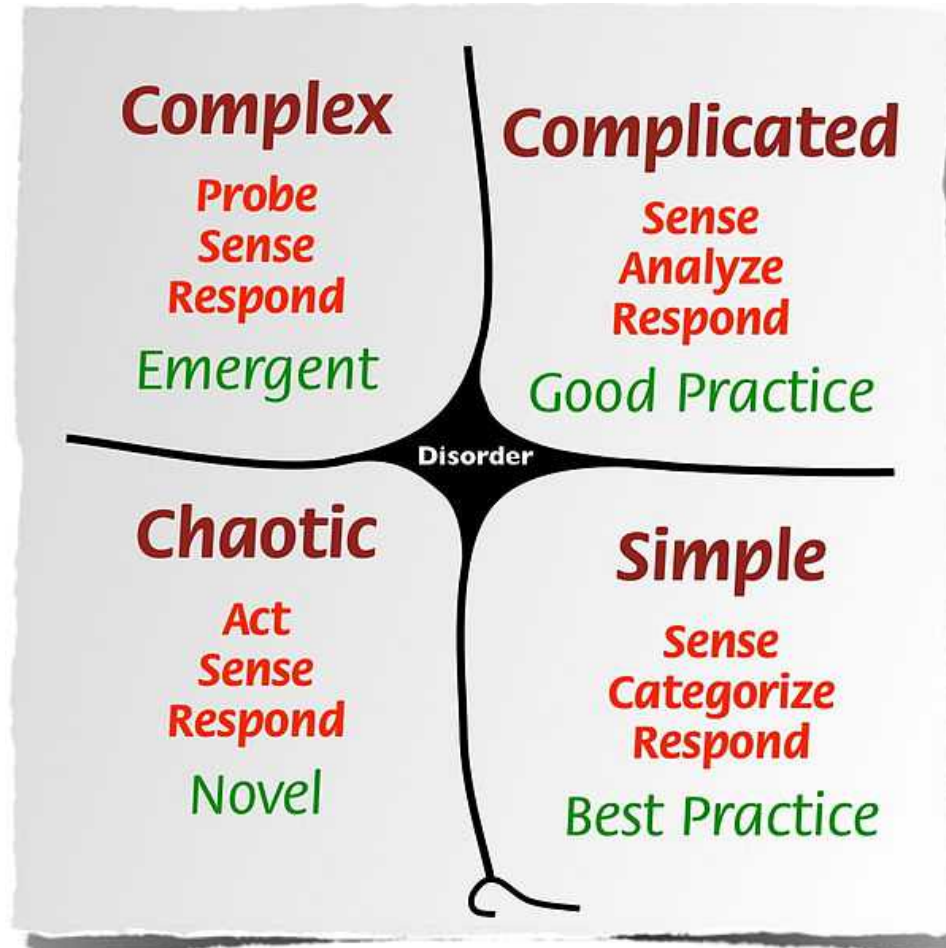 Complex
Probe
Sense
Respond
Emergent
Complicated
Sense
Analyze
Respond
Good Practice
Disorder
Chaotic
Act
Sense
Respond
Novel
Simple
Sense
Categorize
Respond
Best Practice